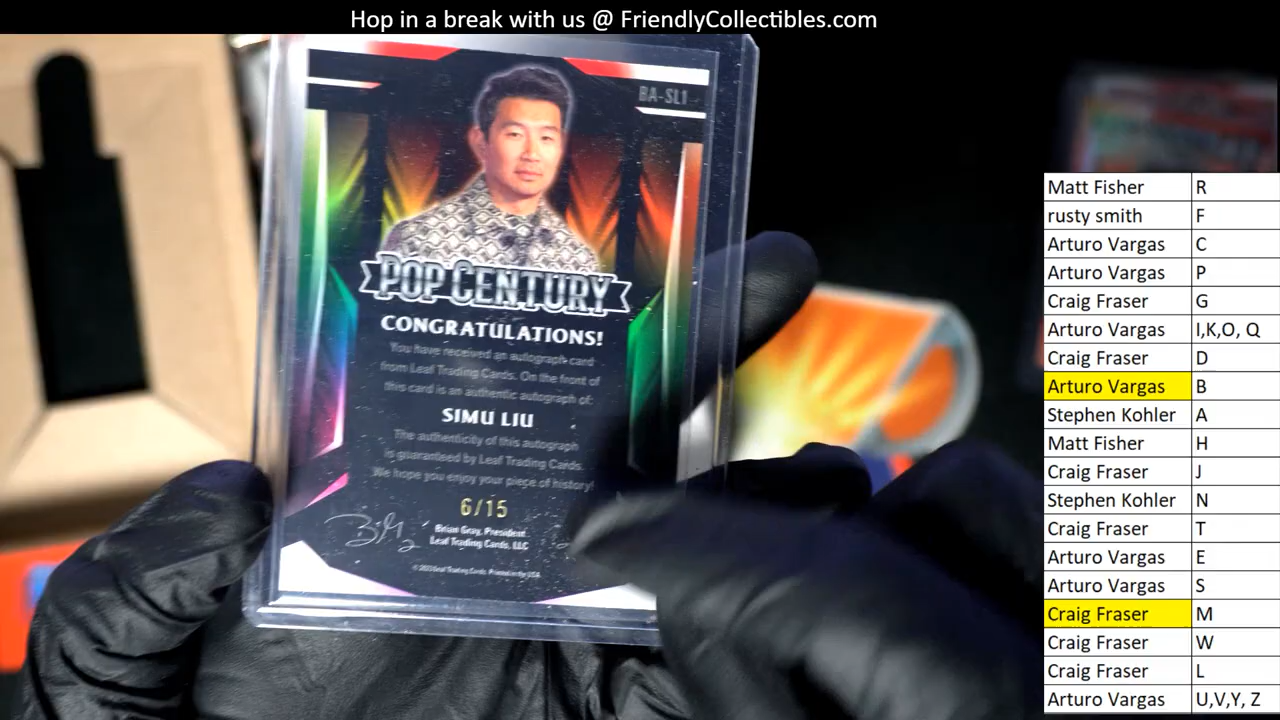 Hop in a break with us @ FriendlyCollectibles.com
BA-SL1
POP CENTURY
CONGRATULATIONS!
You have received an autograph card
from Leaf Trading Cards. On the front of
this card is an authentic autograph of:
SIMU LIU
The authenticity of this autograph
is guaranteed by Leaf Trading Cards.
We hope you enjoy your piece of history!
6/15
Brian Gray, President
Leaf Trading Cards, LLC
Matt Fisher R
rusty smith F
Arturo Vargas C
Arturo Vargas P
Craig Fraser G
Arturo Vargas I,K,O, Q
Craig Fraser D
Arturo Vargas B
Stephen Kohler A
Matt Fisher H
Craig Fraser J
Stephen Kohler N
Craig Fraser T
Arturo Vargas E
Arturo Vargas S
Craig Fraser M
Craig Fraser W
Craig Fraser L
Arturo Vargas U,V,Y, Z